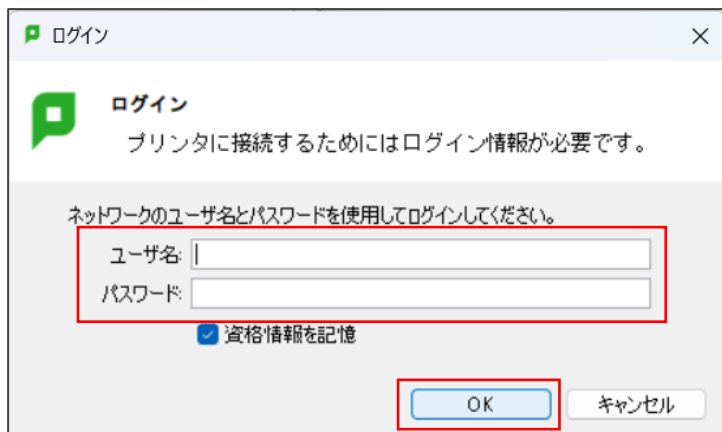 ログイン
ログイン
プリンタに接続するためにはログイン情報が必要です。
ネットワークのユーザ名とパスワードを使用してログインしてください。
ユーザ名:
パスワード:
資格情報を記憶
OK キャンセル